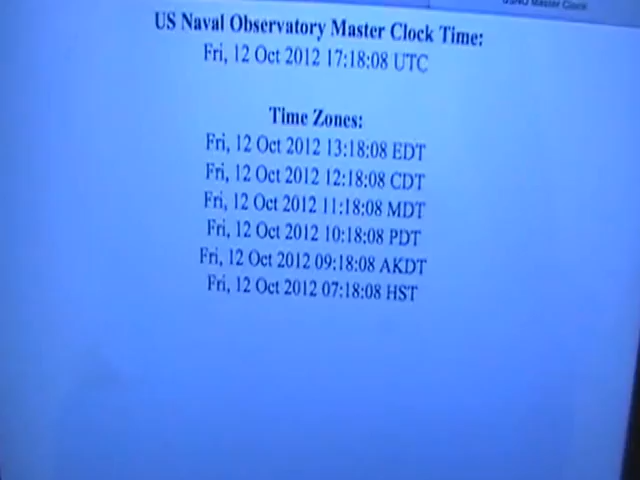 USNO Master Clock
US Naval Observatory Master Clock Time:
Fri, 12 Oct 2012 17:18:08 UTC
Time Zones:
Fri, 12 Oct 2012 13:18:08 EDT
Fri, 12 Oct 2012 12:18:08 CDT
Fri, 12 Oct 2012 11:18:08 MDT
Fri, 12 Oct 2012 10:18:08 PDT
Fri, 12 Oct 2012 09:18:08 AKDT
Fri, 12 Oct 2012 07:18:08 HST